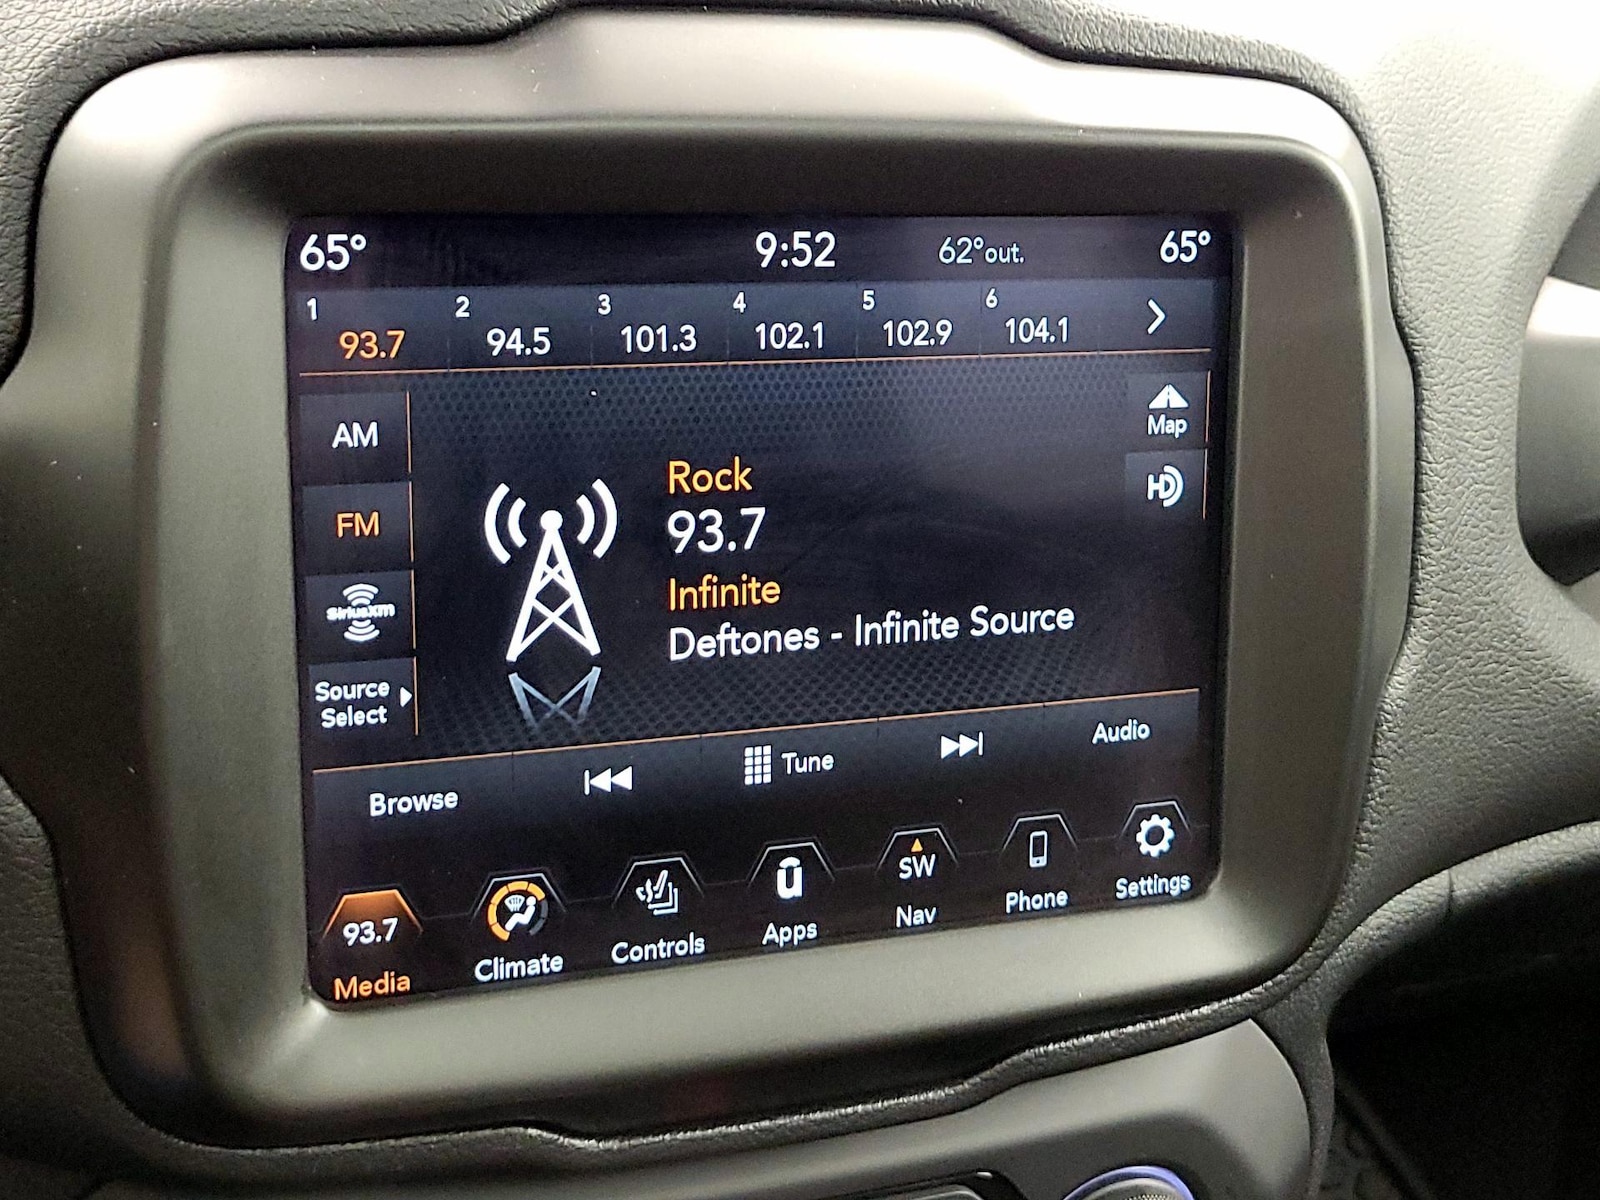 65° 9:52 62°out. 65°
1 2 3 4 5 6
93.7 94.5 101.3 102.1 102.9 104.1
AM
FM
SiriusXM
Source
Select
Rock
93.7
Infinite
Deftones - Infinite Source
Map
HD
Browse Tune Audio
93.7 u SW
Media Climate Controls Apps Nav Phone Settings